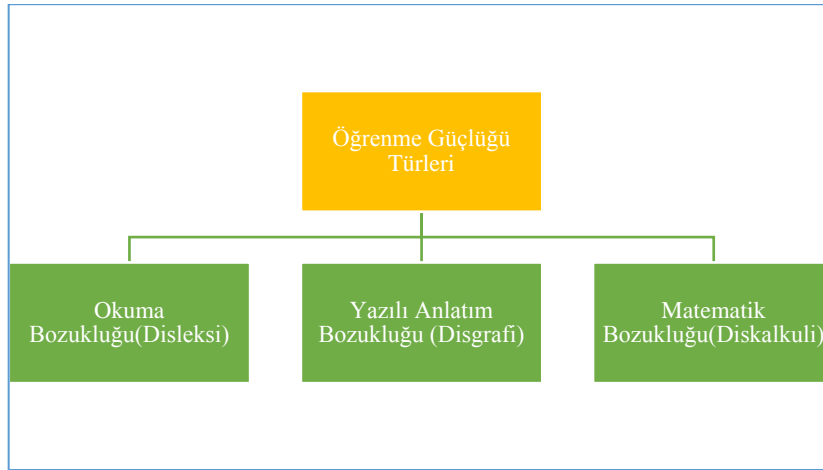 Öğrenme Güçlüğü
Türleri
Okuma
Bozukluğu(Disleksi)
Yazılı Anlatım
Bozukluğu (Disgrafi)
Matematik
Bozukluğu(Diskalkuli)